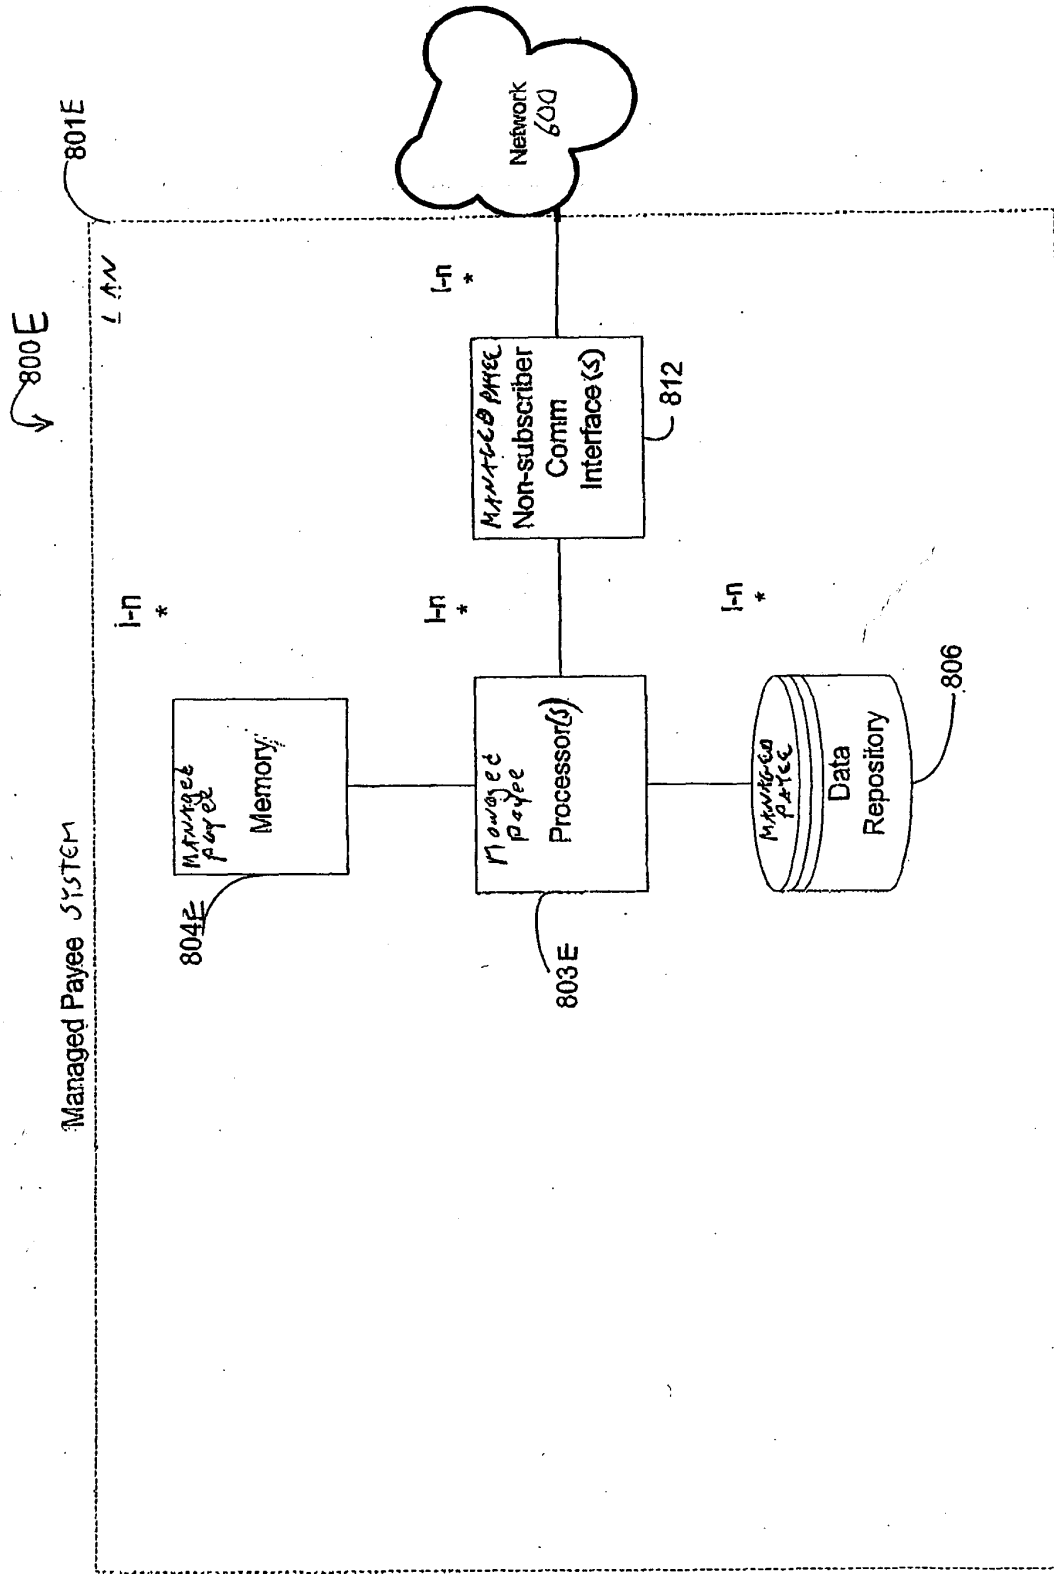 800E
801E
Managed Payee SYSTEM
LAN
1-n
*
MANAGED
Payee
Memory
804E
1-n
*
Managed
payee
Processor(s)
803E
1-n
*
MANAGED
PAYEE
Data
Repository
806
MANAGED PAYEE
Non-subscriber
Comm
Interface(s)
812
1-n
*
Network
600